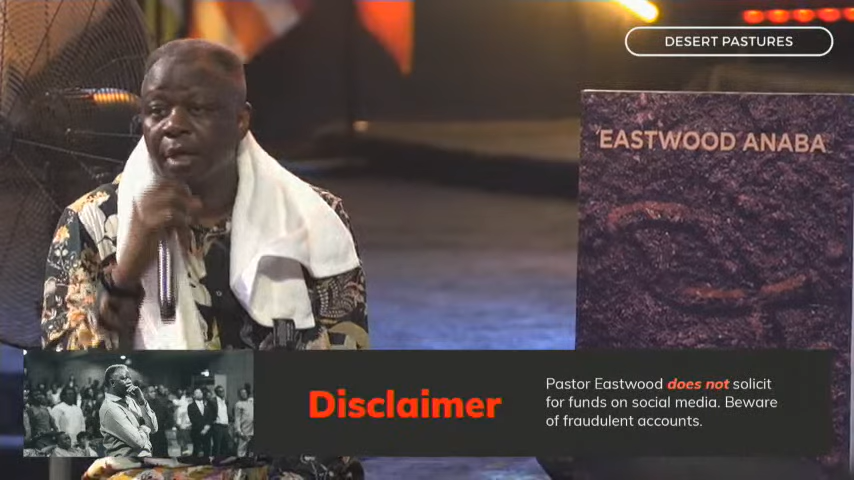 DESERT PASTURES
EASTWOOD ANABA
Disclaimer
Pastor Eastwood does not solicit
for funds on social media. Beware
of fraudulent accounts.